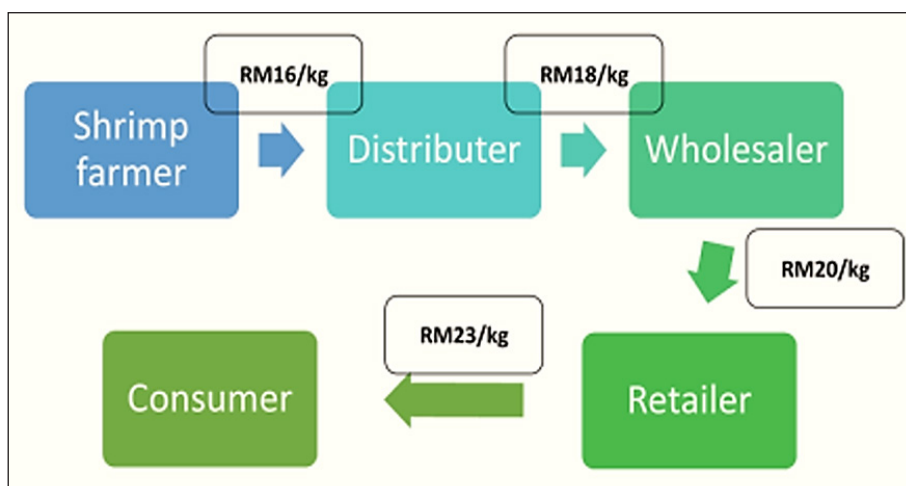 RM16/kg
RM18/kg
Shrimp
farmer
Distributer
Wholesaler
RM20/kg
RM23/kg
Consumer
Retailer